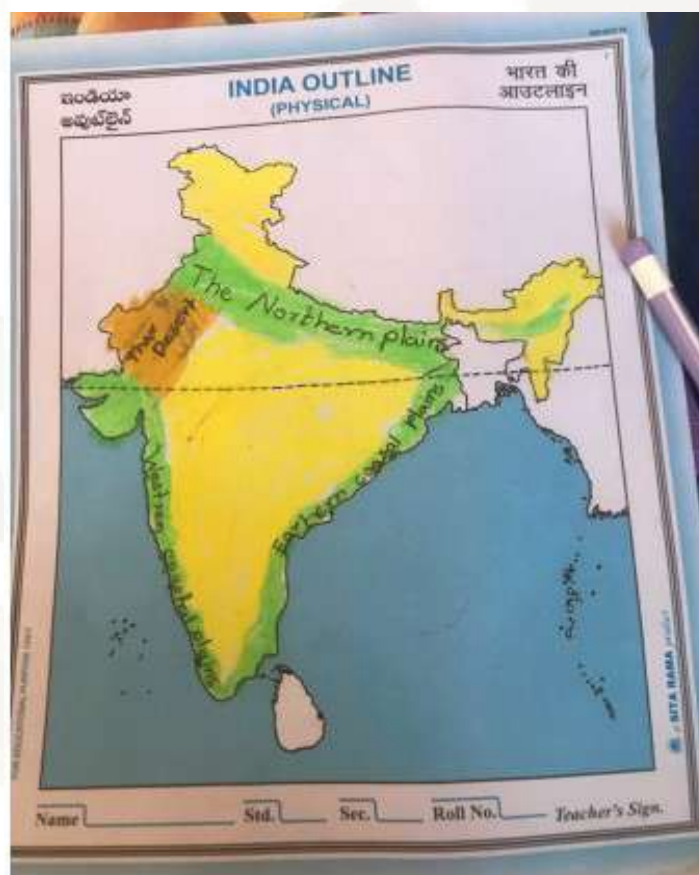 ఇండియా
అవుట్‌లైన్
INDIA OUTLINE
(PHYSICAL)
भारत की
आउटलाइन
The Northern plain
Thar
Desert
Western coastal plains
Eastern coastal plains
SITA RAMA
Name
Std.
Sec.
Roll No.
Teacher's Sign.